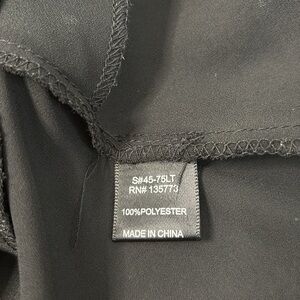 S#45-75LT
RN# 135773
100%POLYESTER
MADE IN CHINA